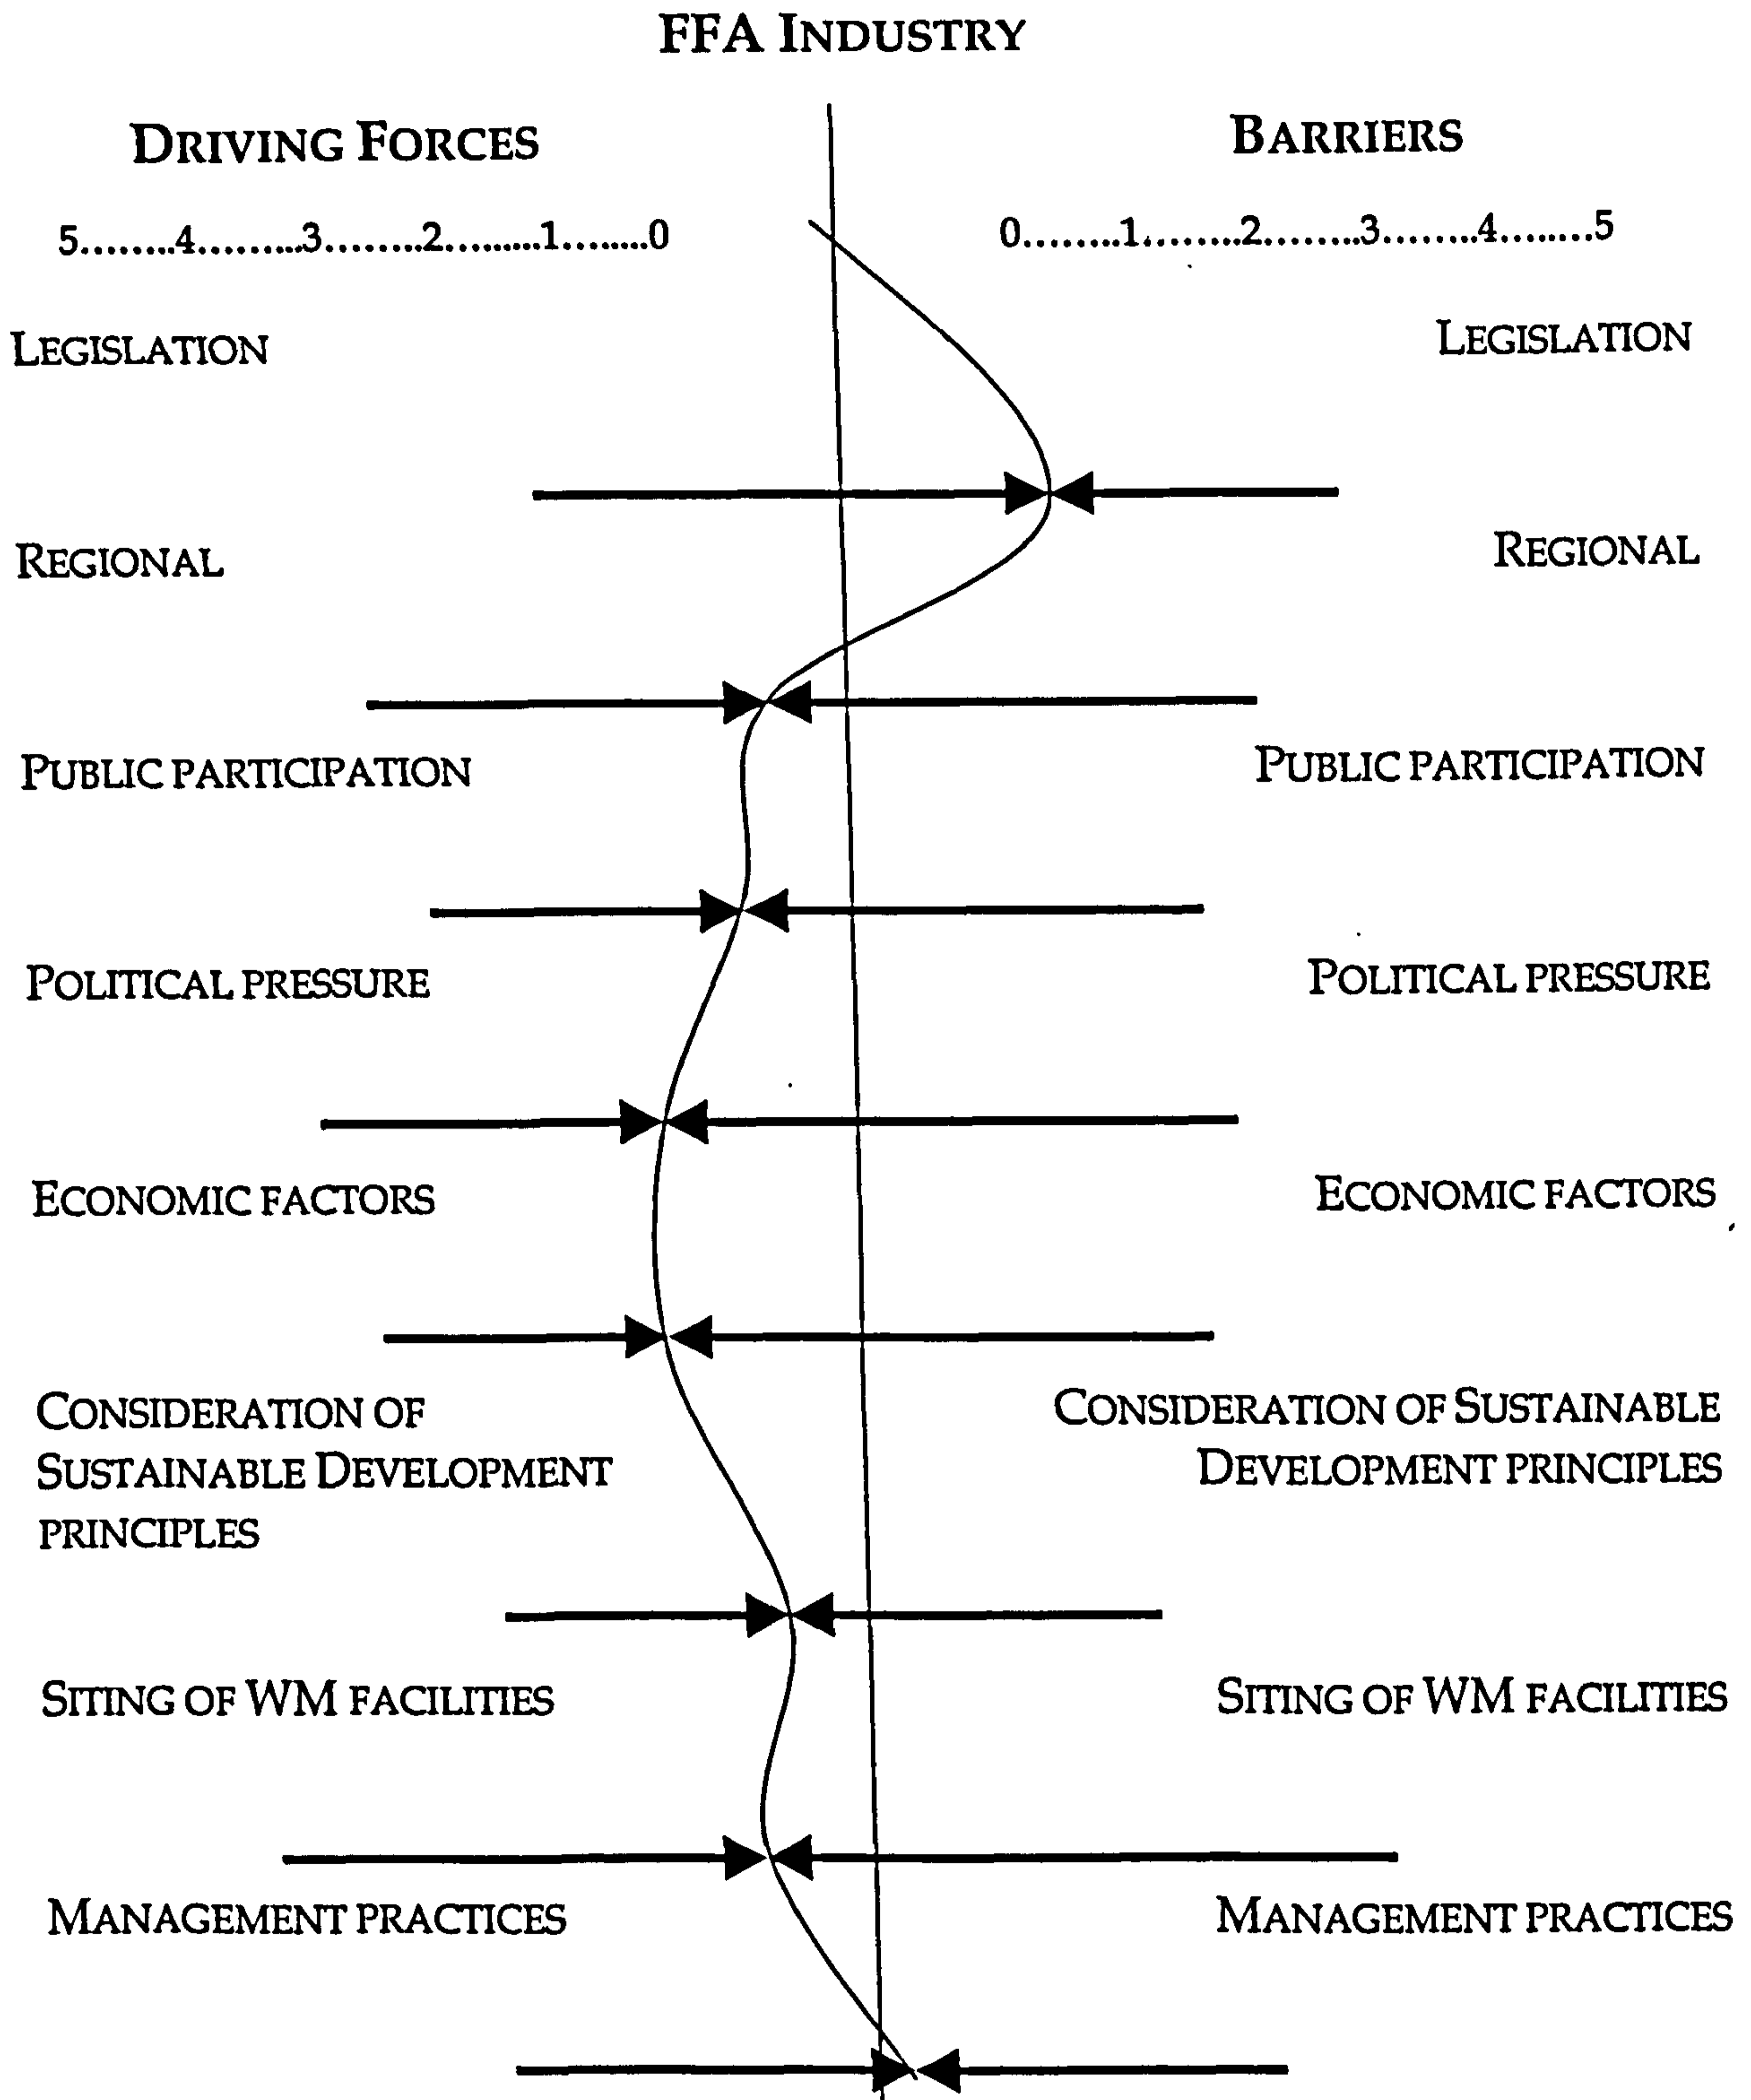 FFA INDUSTRY
DRIVING FORCES
BARRIERS
5........4.........3........2.........1........0
0........1........2........3........4........5
LEGISLATION
LEGISLATION
REGIONAL
REGIONAL
PUBLIC PARTICIPATION
PUBLIC PARTICIPATION
POLITICAL PRESSURE
POLITICAL PRESSURE
ECONOMIC FACTORS
ECONOMIC FACTORS
CONSIDERATION OF
SUSTAINABLE DEVELOPMENT
PRINCIPLES
CONSIDERATION OF SUSTAINABLE
DEVELOPMENT PRINCIPLES
SITING OF WM FACILITIES
SITING OF WM FACILITIES
MANAGEMENT PRACTICES
MANAGEMENT PRACTICES